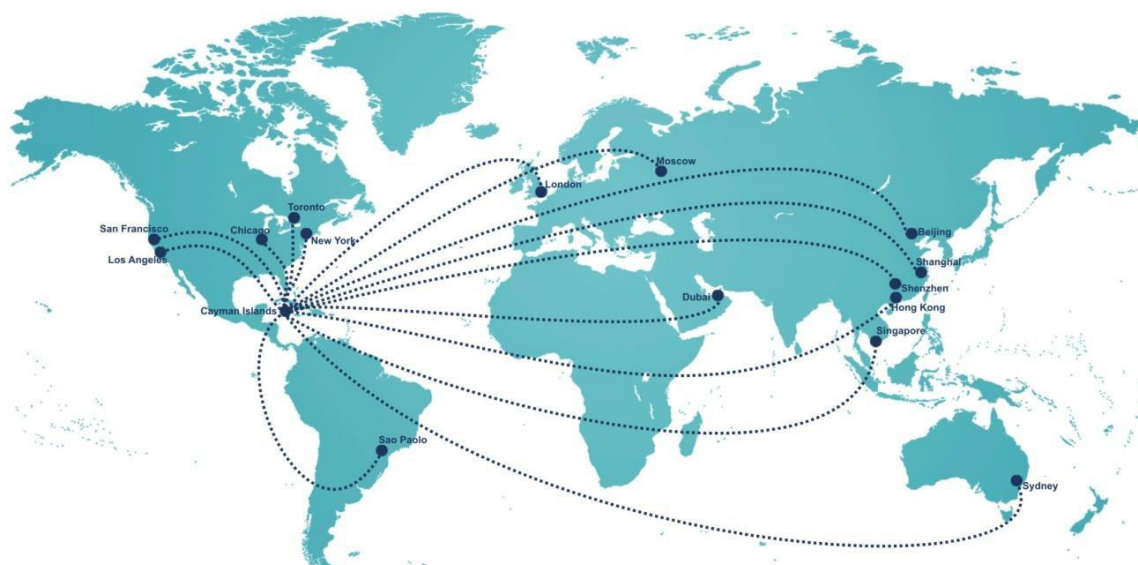 Moscow
London
Toronto
San Francisco
Chicago
New York
Beijing
Los Angeles
Shanghai
Shenzhen
Dubai
Hong Kong
Cayman Islands
Singapore
Sao Paolo
Sydney